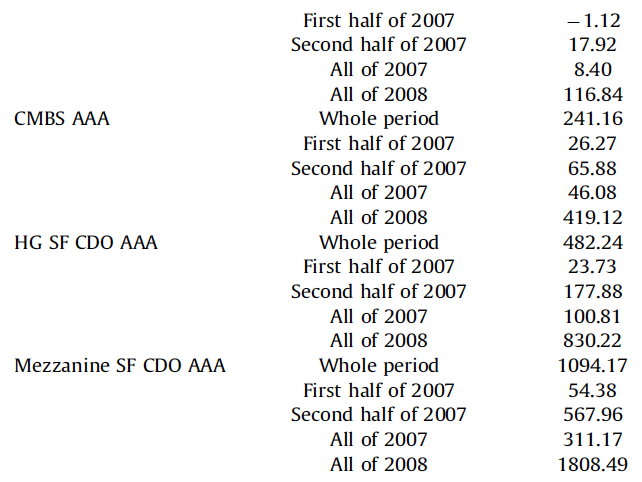 First half of 2007 −1.12
Second half of 2007 17.92
All of 2007 8.40
All of 2008 116.84
CMBS AAA Whole period 241.16
First half of 2007 26.27
Second half of 2007 65.88
All of 2007 46.08
All of 2008 419.12
HG SF CDO AAA Whole period 482.24
First half of 2007 23.73
Second half of 2007 177.88
All of 2007 100.81
All of 2008 830.22
Mezzanine SF CDO AAA Whole period 1094.17
First half of 2007 54.38
Second half of 2007 567.96
All of 2007 311.17
All of 2008 1808.49